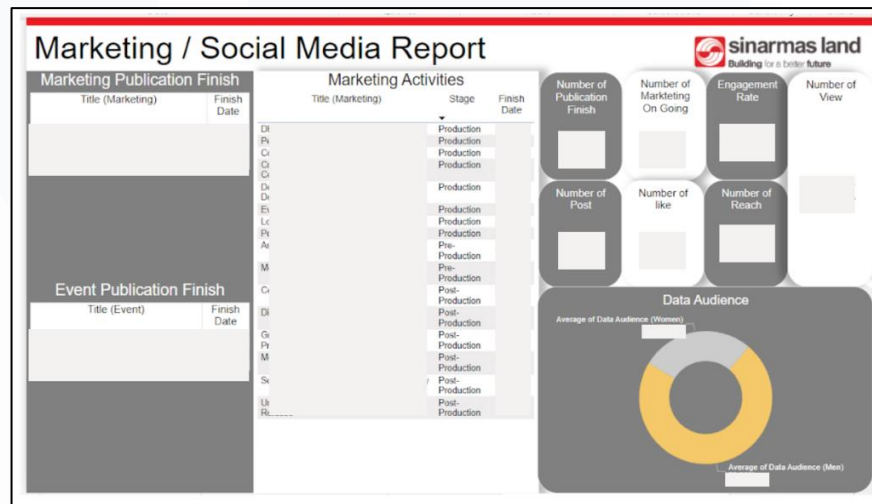 Marketing / Social Media Report
sinarmas land
Building for a better future
Marketing Publication Finish
Title (Marketing)
Finish
Date
Event Publication Finish
Title (Event)
Finish
Date
Marketing Activities
Title (Marketing)
Stage
Finish
Date
Production
Production
Production
Production
Production
Production
Production
Production
Pre-
Production
Pre-
Production
Post-
Production
Post-
Production
Post-
Production
Post-
Production
Post-
Production
Post-
Production
Number of
Publication
Finish
Number of
Markteting
On Going
Engagement
Rate
Number of
View
Number of
Post
Number of
like
Number of
Reach
Data Audience
Average of Data Audience (Women)
Average of Data Audience (Men)